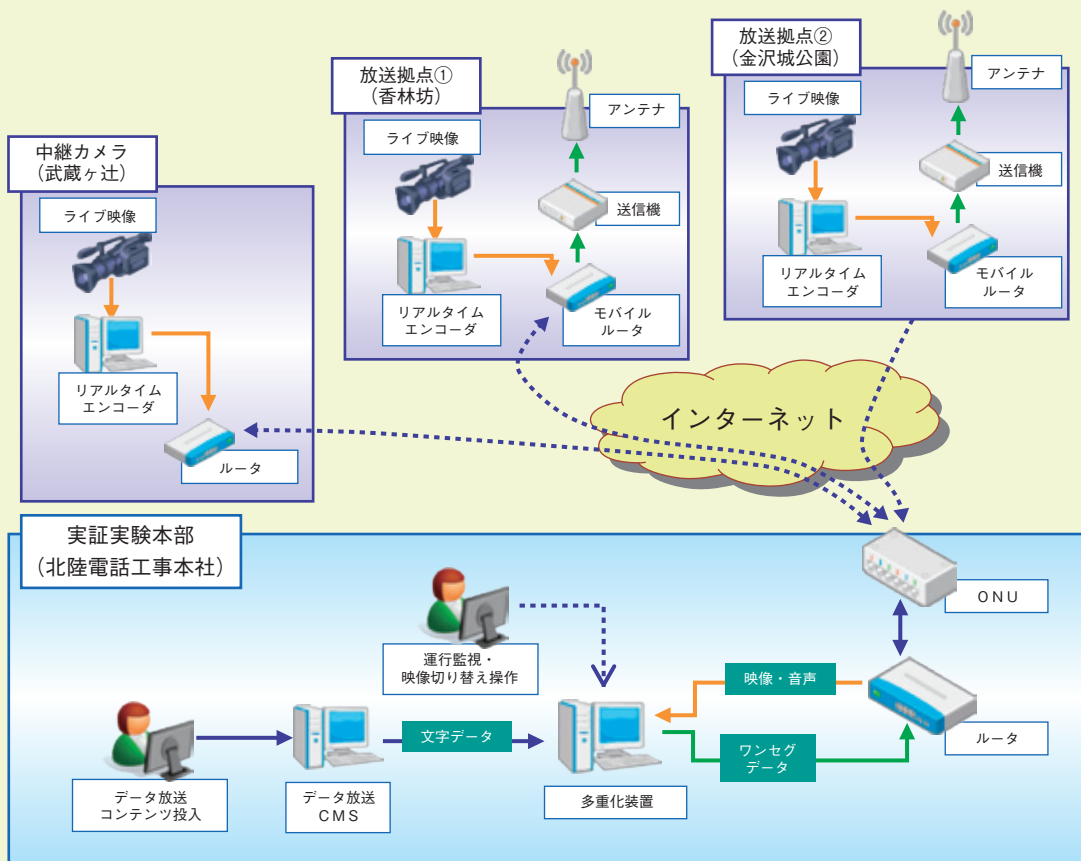 放送拠点②
(金沢城公園)
アンテナ
ライブ映像
送信機
リアルタイム
エンコーダ
モバイル
ルータ
放送拠点①
(香林坊)
アンテナ
ライブ映像
送信機
リアルタイム
エンコーダ
モバイル
ルータ
中継カメラ
(武蔵ヶ辻)
ライブ映像
リアルタイム
エンコーダ
ルータ
インターネット
実証実験本部
(北陸電話工事本社)
ONU
運行監視・
映像切り替え操作
映像・音声
ルータ
文字データ
ワンセグ
データ
データ放送
コンテンツ投入
データ放送
CMS
多重化装置